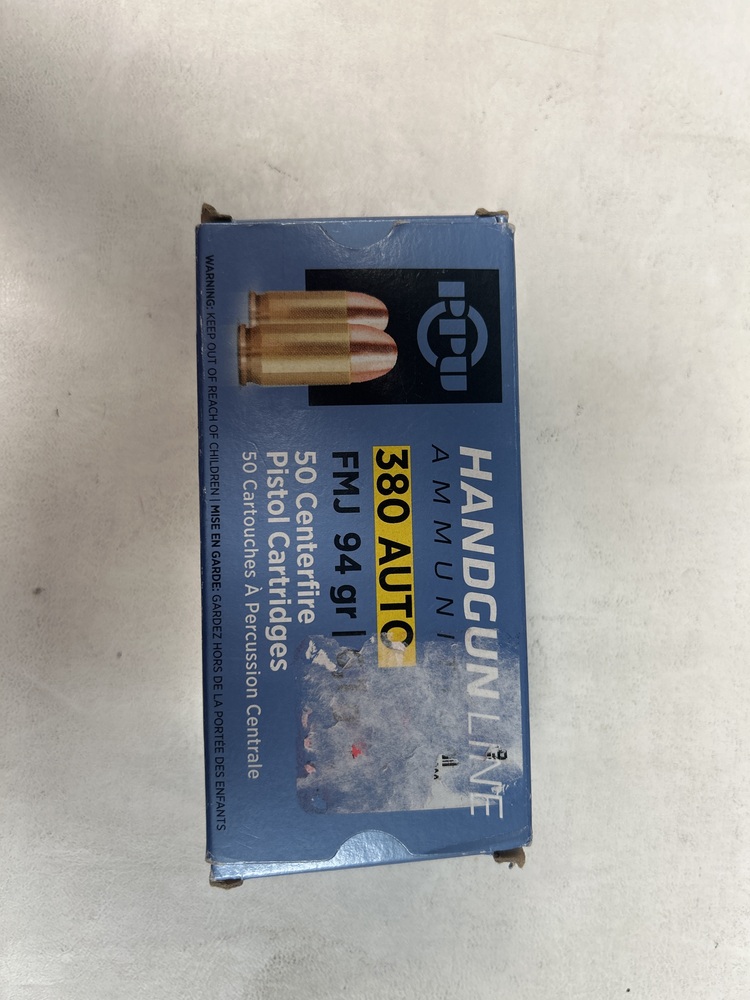 PPU
HANDGUN LINE
AMMUNI
380 AUTO
FMJ 94 gr |
50 Centerfire
Pistol Cartridges
50 Cartouches À Percussion Centrale
WARNING: KEEP OUT OF REACH OF CHILDREN | MISE EN GARDE: GARDEZ HORS DE LA PORTÉE DES ENFANTS